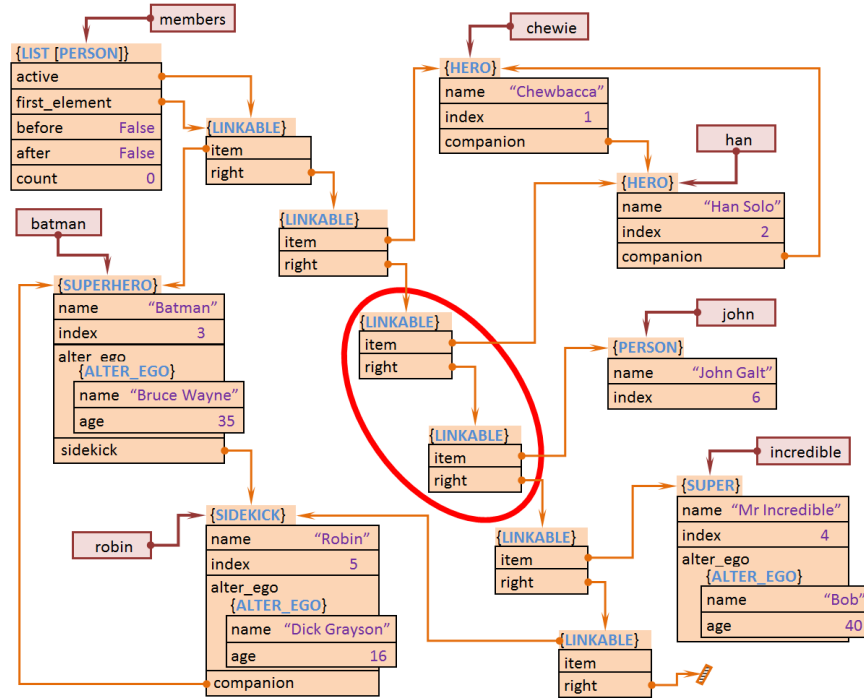 members
{LIST [PERSON]}
active
first_element
before False
after False
count 0
{LINKABLE}
item
right
{LINKABLE}
item
right
chewie
{HERO}
name “Chewbacca”
index 1
companion
han
{HERO}
name “Han Solo”
index 2
companion
batman
{SUPERHERO}
name “Batman”
index 3
alter_ego
{ALTER_EGO}
name “Bruce Wayne”
age 35
sidekick
{LINKABLE}
item
right
john
{PERSON}
name “John Galt”
index 6
{LINKABLE}
item
right
incredible
{SUPER}
name “Mr Incredible”
index 4
alter_ego
{ALTER_EGO}
name “Bob”
age 40
robin
{SIDEKICK}
name “Robin”
index 5
alter_ego
{ALTER_EGO}
name “Dick Grayson”
age 16
companion
{LINKABLE}
item
right
{LINKABLE}
item
right